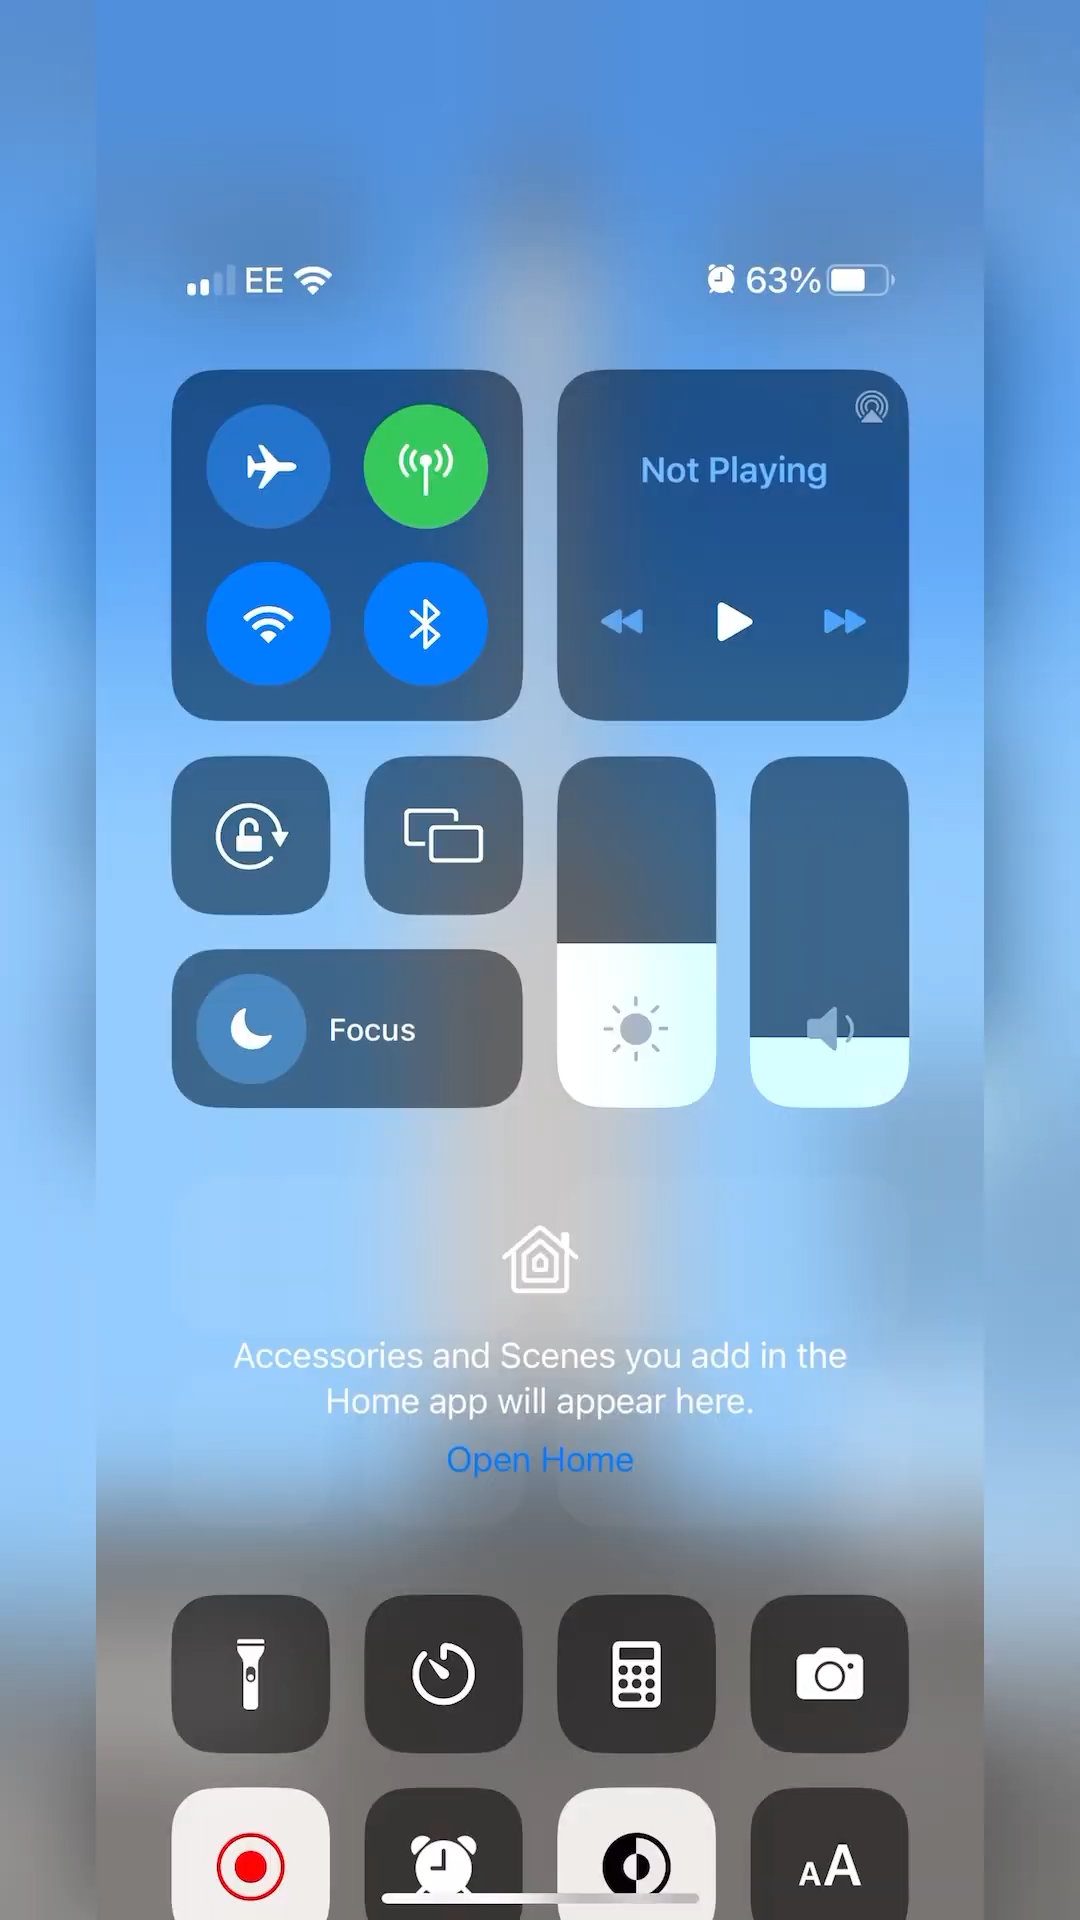 EE
63%
Not Playing
Focus
Accessories and Scenes you add in the
Home app will appear here.
Open Home
AA